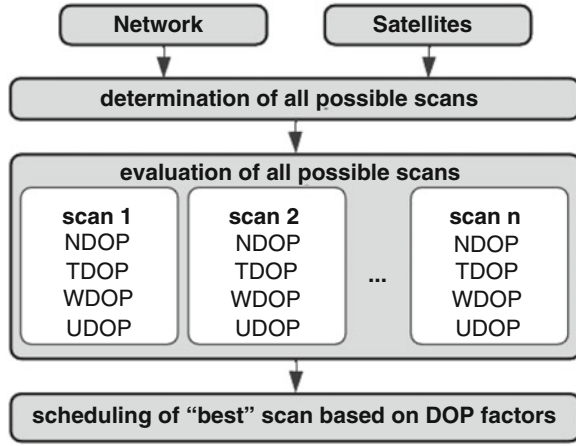 Network
Satellites
determination of all possible scans
evaluation of all possible scans
scan 1
NDOP
TDOP
WDOP
UDOP
scan 2
NDOP
TDOP
WDOP
UDOP
...
scan n
NDOP
TDOP
WDOP
UDOP
scheduling of “best” scan based on DOP factors